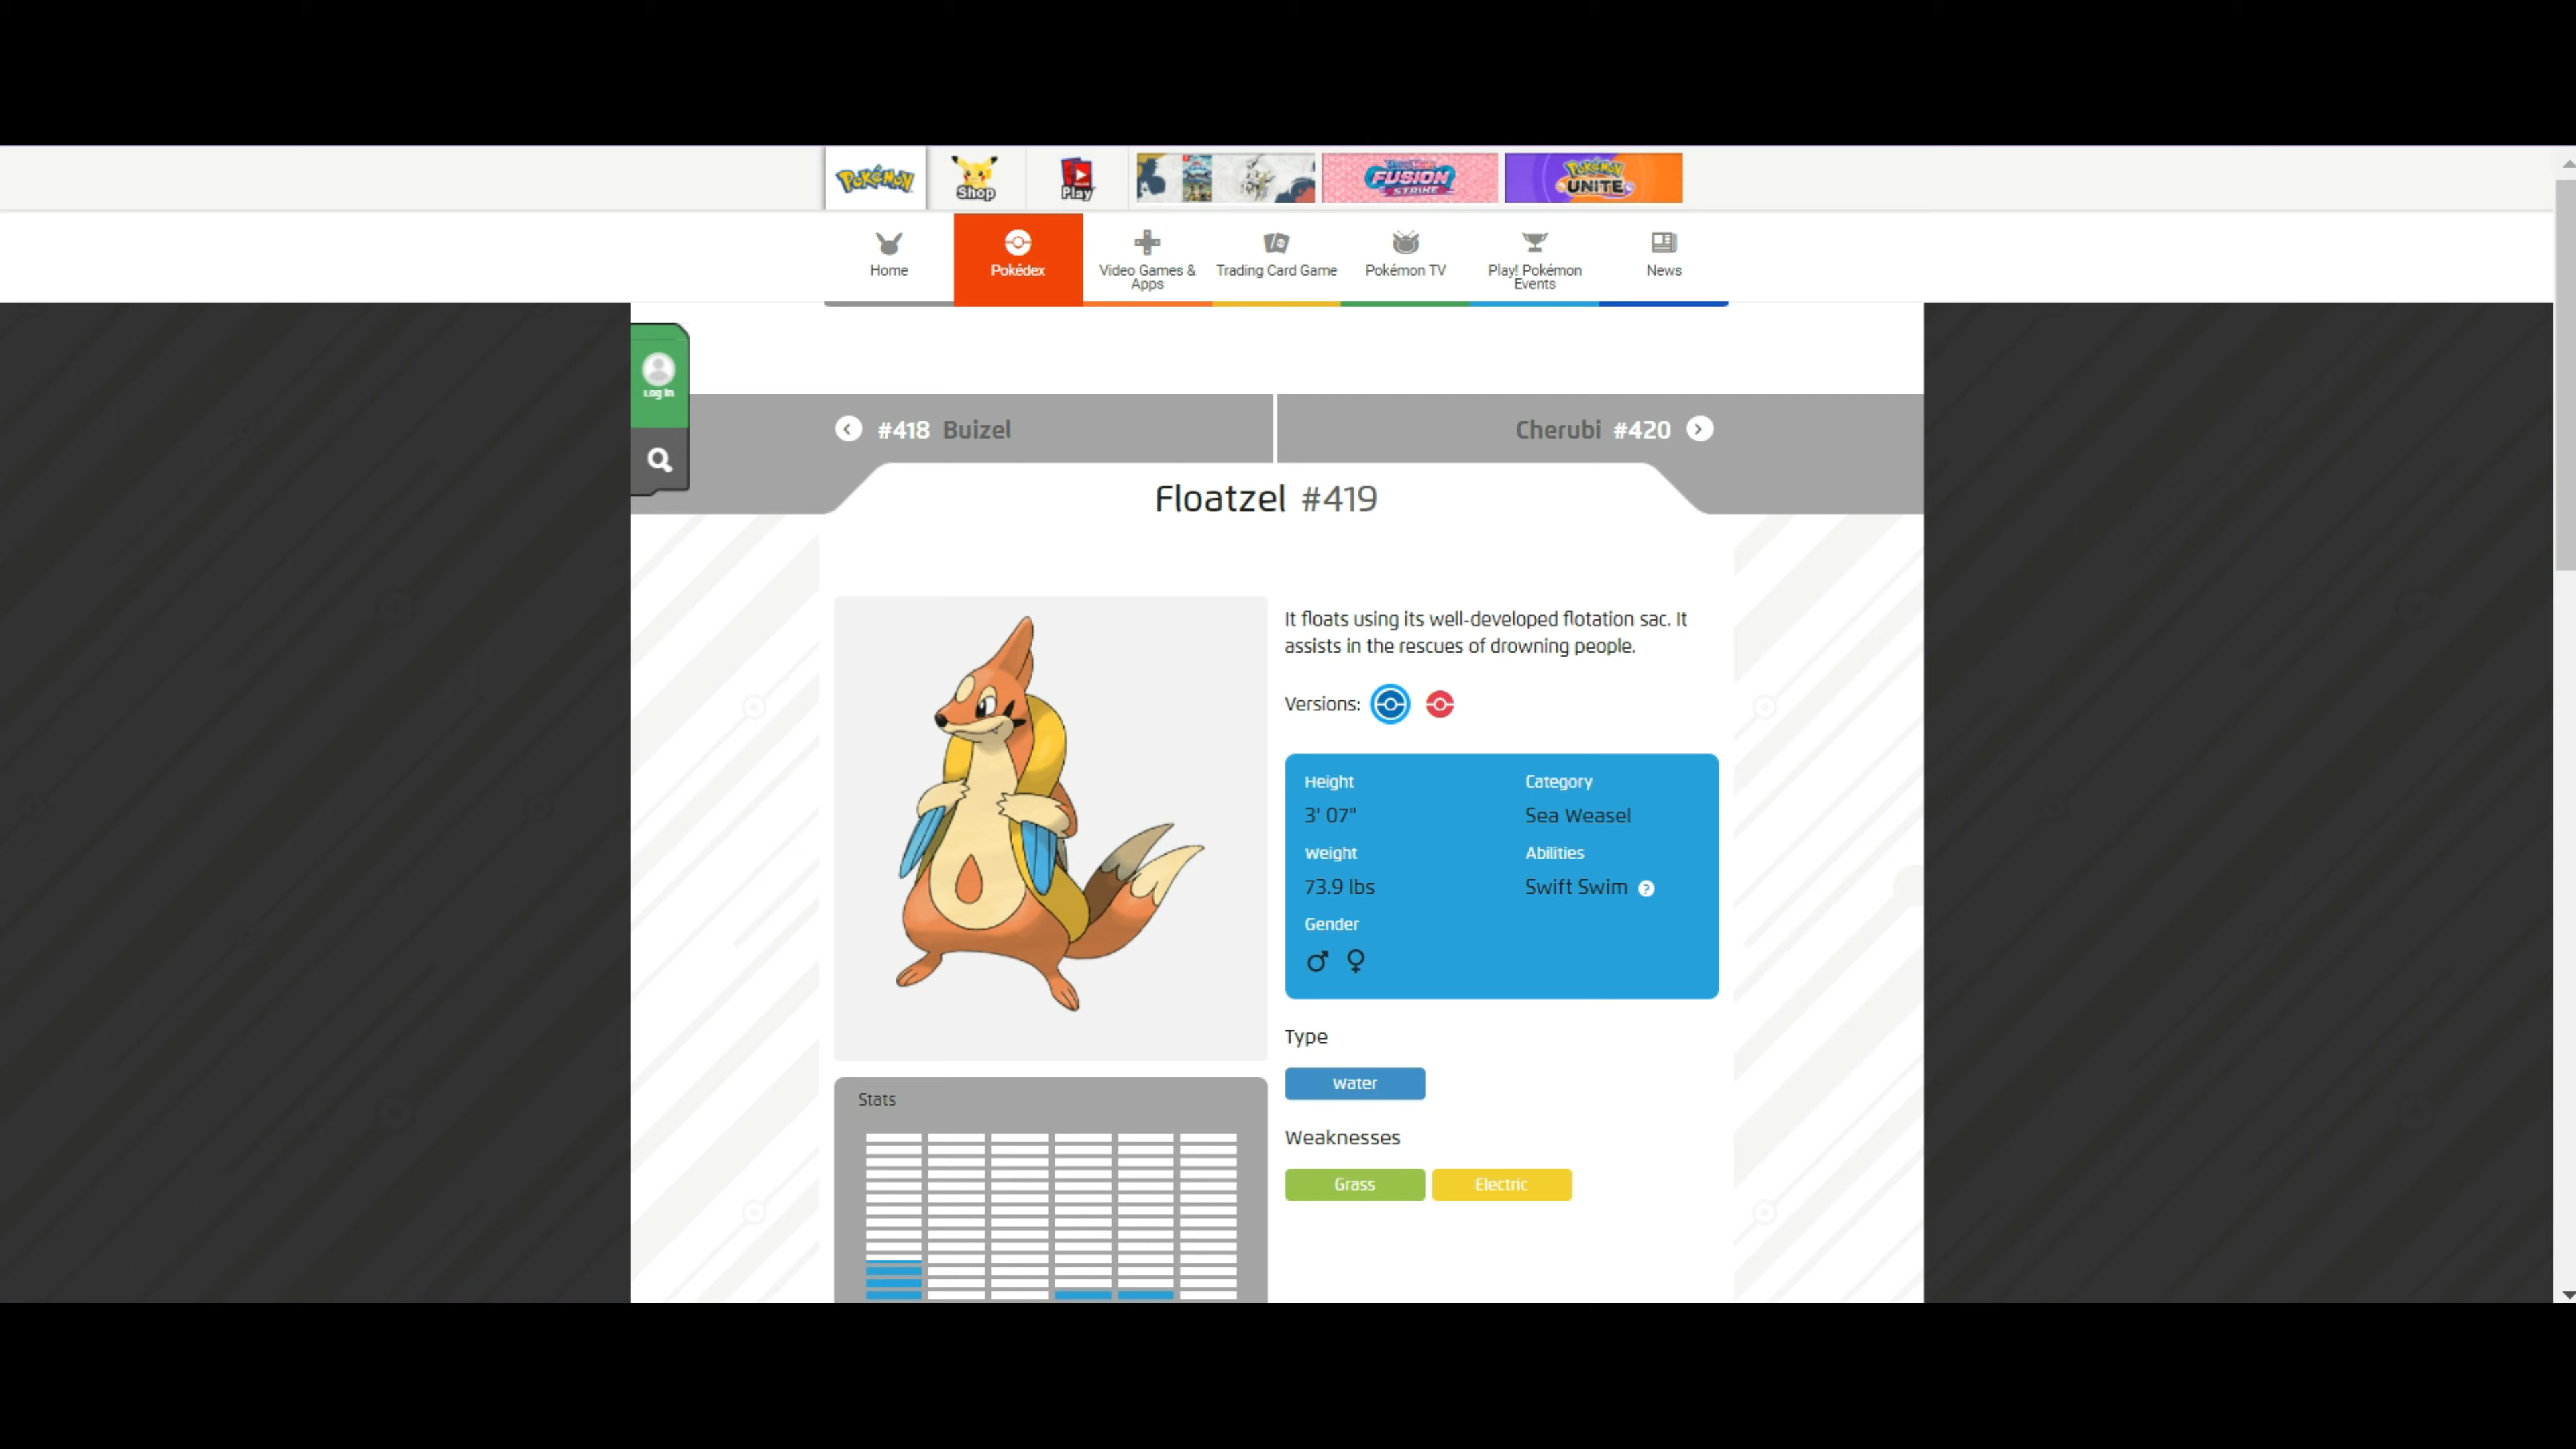 Pokémon
Shop
Play
FUSION
STRIKE
POKÉMON
UNITE
Home
Pokédex
Video Games &
Apps
Trading Card Game
Pokémon TV
Play! Pokémon
Events
News
Log In
#418 Buizel
Cherubi #420
Floatzel #419
It floats using its well-developed flotation sac. It
assists in the rescues of drowning people.
Versions:
Height
3' 07"
Weight
73.9 lbs
Gender
Category
Sea Weasel
Abilities
Swift Swim ?
Type
Water
Weaknesses
Grass Electric
Stats